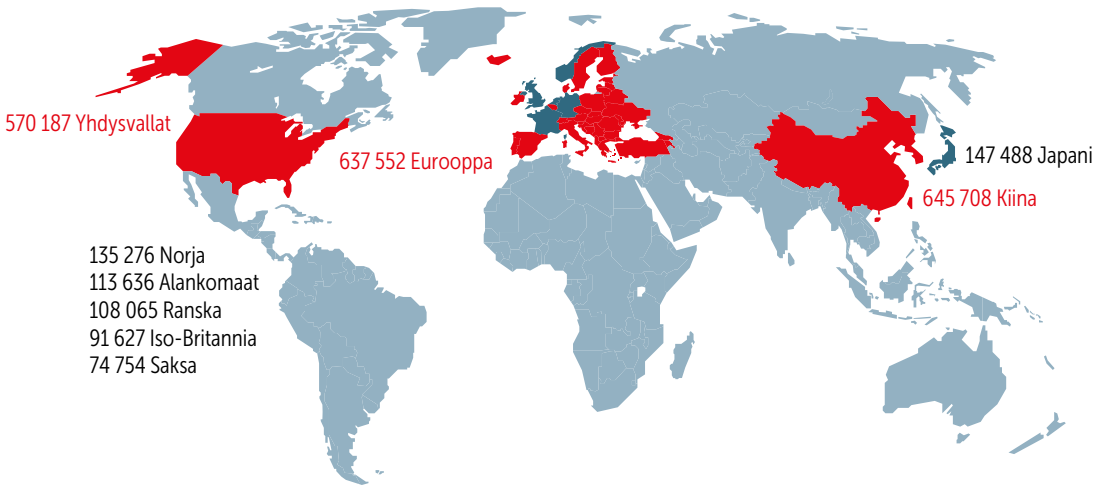 570 187 Yhdysvallat
637 552 Eurooppa
147 488 Japani
645 708 Kiina
135 276 Norja
113 636 Alankomaat
108 065 Ranska
91 627 Iso-Britannia
74 754 Saksa